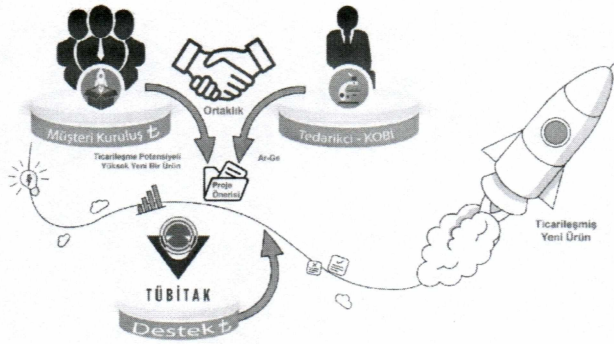 Ortaklık
Müşteri Kuruluş ₺
Tedarikçi - KOBİ
Ticarileşme Potansiyeli
Yüksek Yeni Bir Ürün
Ar-Ge
Proje
Önerisi
Ticarileşmiş
Yeni Ürün
TÜBİTAK
Destek ₺